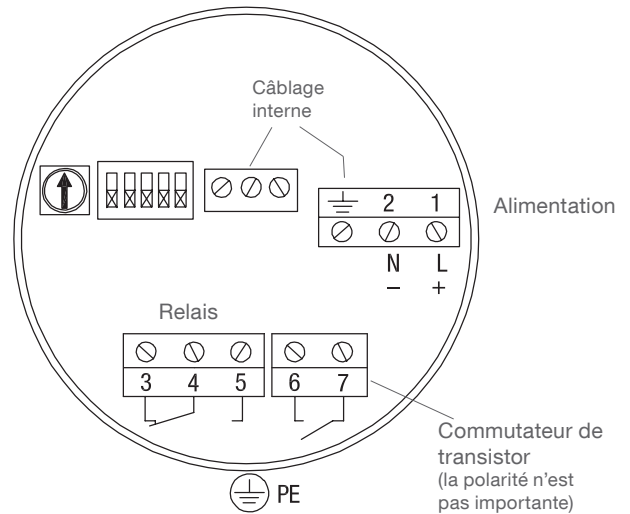 Câblage
interne
2 1
Alimentation
N L
– +
Relais
3 4 5 6 7
Commutateur de
transistor
(la polarité n'est
pas importante)
PE